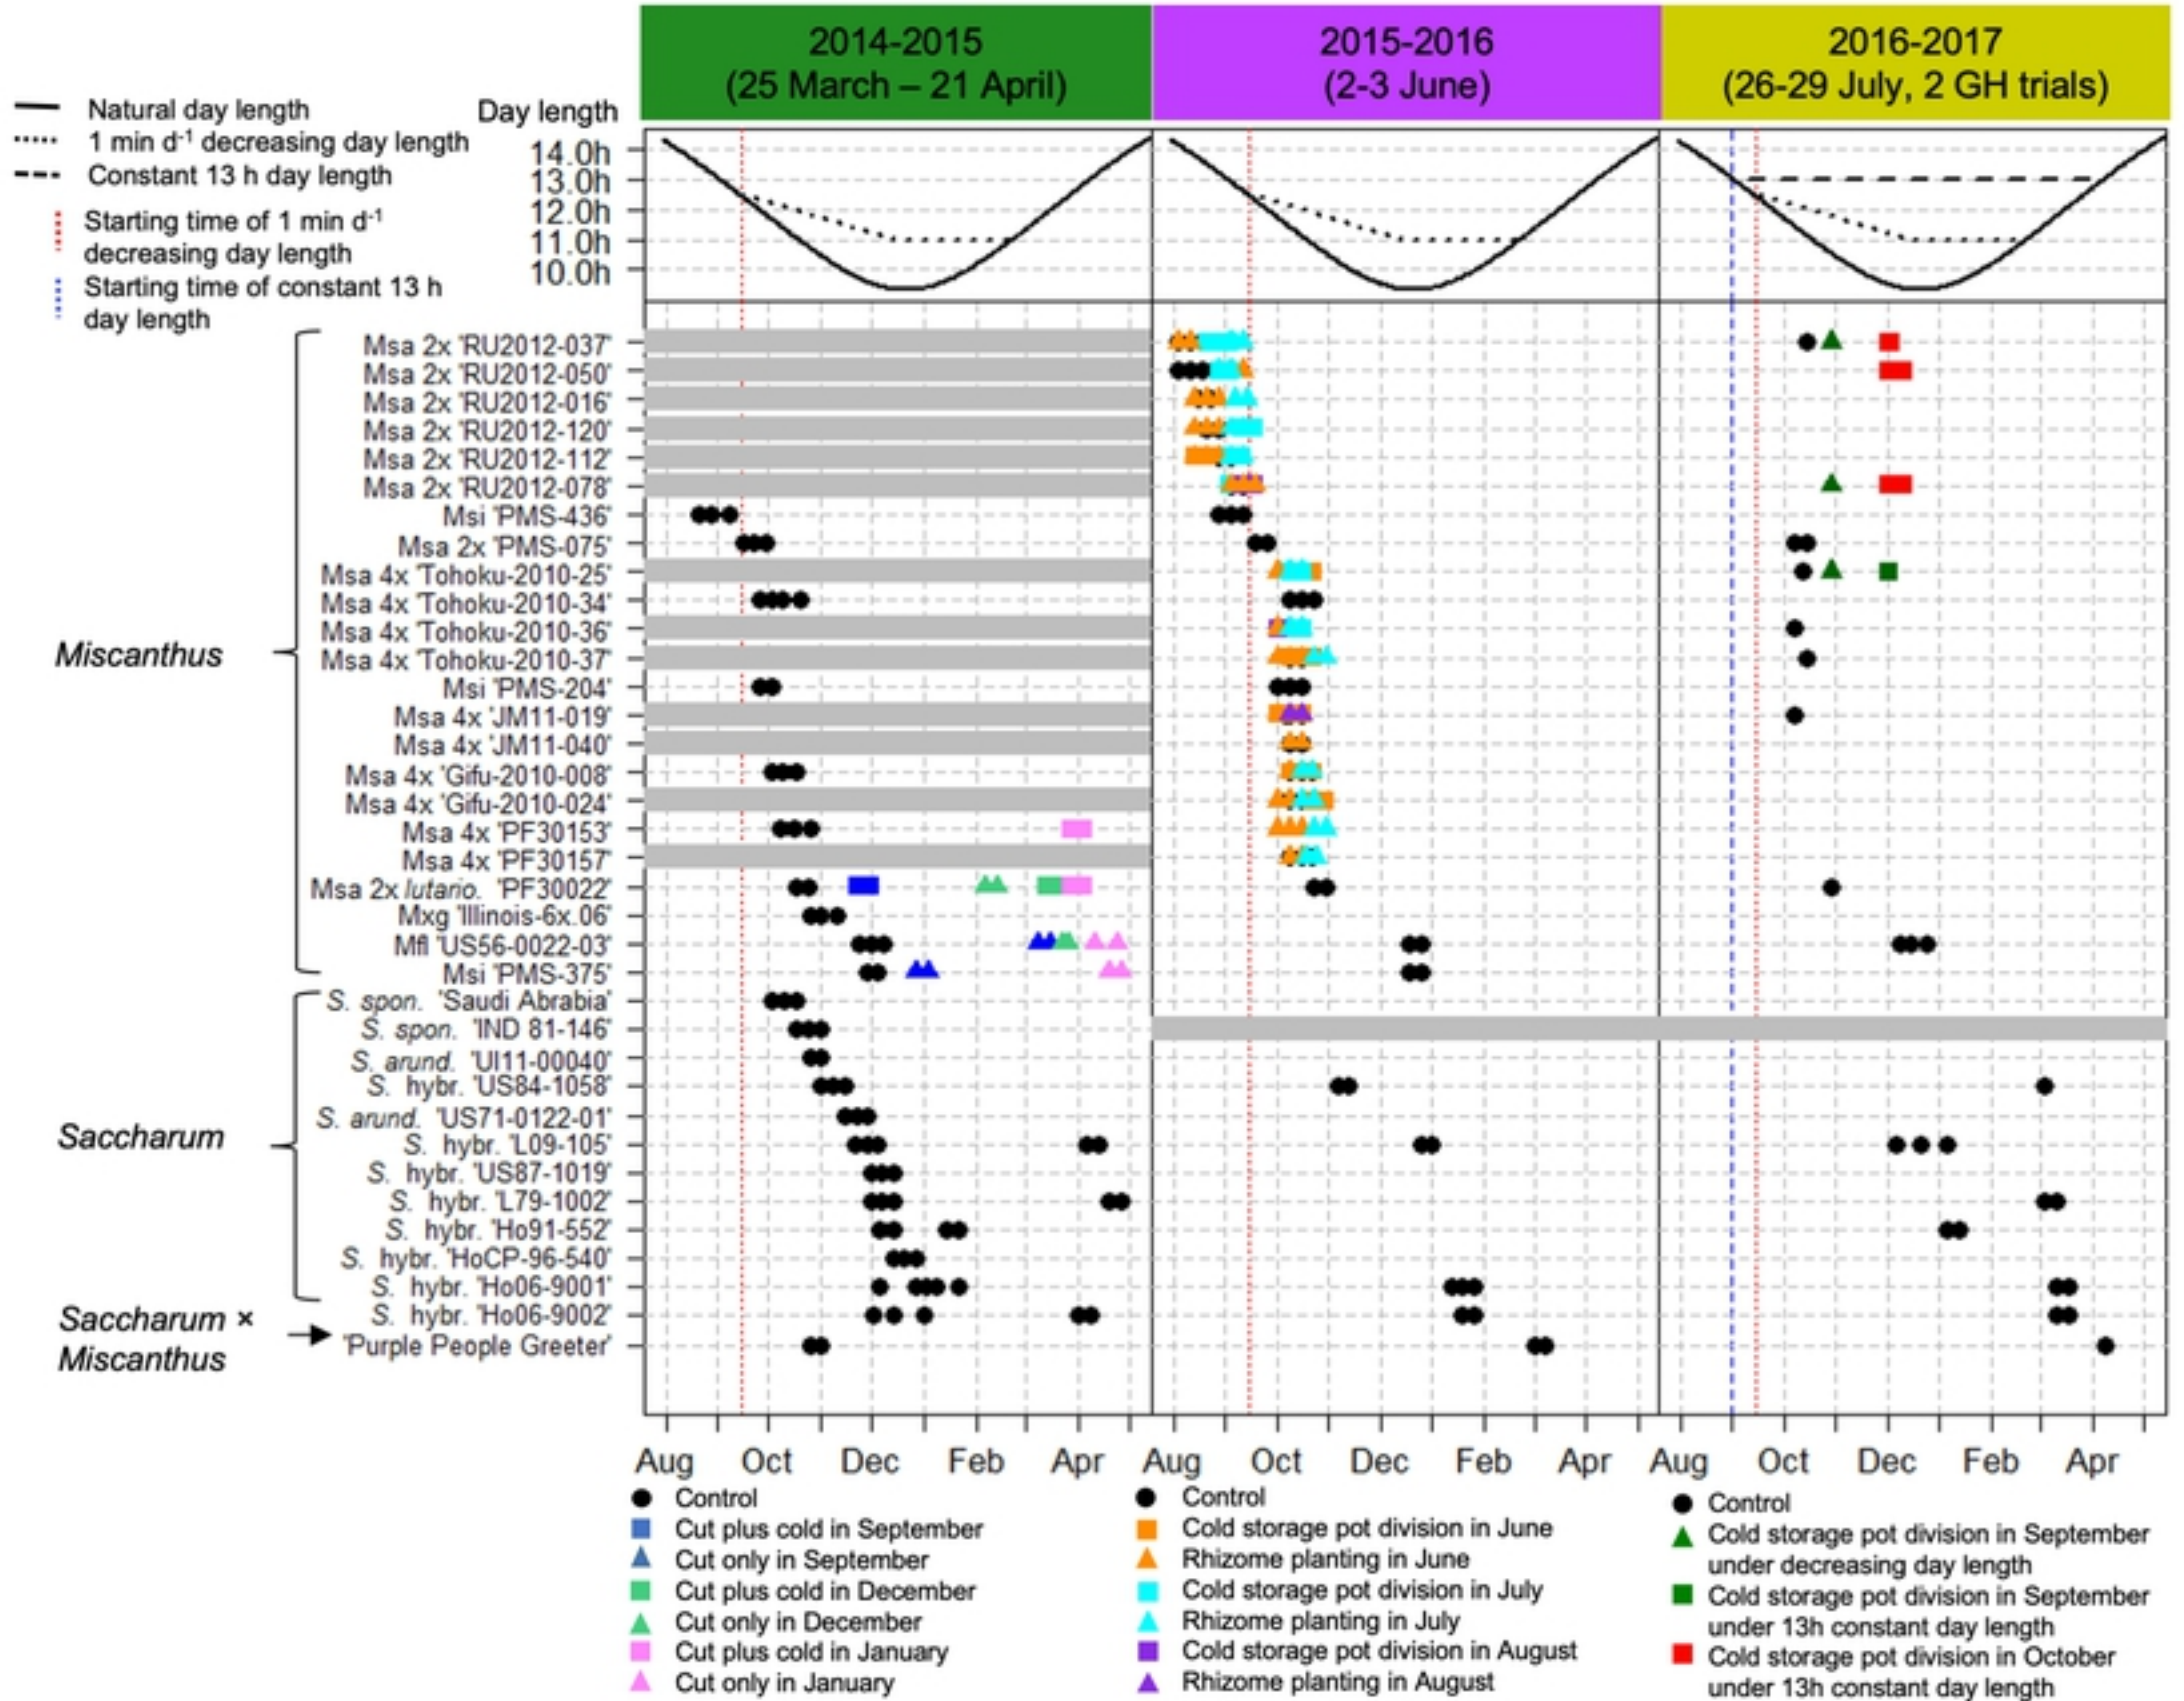 2014-2015
(25 March – 21 April)
2015-2016
(2-3 June)
2016-2017
(26-29 July, 2 GH trials)
Natural day length
1 min d-1 decreasing day length
Constant 13 h day length
Starting time of 1 min d-1
decreasing day length
Starting time of constant 13 h
day length
Day length
14.0h
13.0h
12.0h
11.0h
10.0h
Miscanthus
Msa 2x 'RU2012-037'
Msa 2x 'RU2012-050'
Msa 2x 'RU2012-016'
Msa 2x 'RU2012-120'
Msa 2x 'RU2012-112'
Msa 2x 'RU2012-078'
Msi 'PMS-436'
Msa 2x 'PMS-075'
Msa 4x 'Tohoku-2010-25'
Msa 4x 'Tohoku-2010-34'
Msa 4x 'Tohoku-2010-36'
Msa 4x 'Tohoku-2010-37'
Msi 'PMS-204'
Msa 4x 'JM11-019'
Msa 4x 'JM11-040'
Msa 4x 'Gifu-2010-008'
Msa 4x 'Gifu-2010-024'
Msa 4x 'PF30153'
Msa 4x 'PF30157'
Msa 2x lutario. 'PF30022'
Mxg 'Illinois-6x.06'
Mfl 'US56-0022-03'
Msi 'PMS-375'
Saccharum
S. spon. 'Saudi Abrabia'
S. spon. 'IND 81-146'
S. arund. 'UI11-00040'
S. hybr. 'US84-1058'
S. arund. 'US71-0122-01'
S. hybr. 'L09-105'
S. hybr. 'US87-1019'
S. hybr. 'L79-1002'
S. hybr. 'Ho91-552'
S. hybr. 'HoCP-96-540'
S. hybr. 'Ho06-9001'
S. hybr. 'Ho06-9002'
Saccharum ×
Miscanthus
'Purple People Greeter'
Aug Oct Dec Feb Apr Aug Oct Dec Feb Apr Aug Oct Dec Feb Apr
Control
Cut plus cold in September
Cut only in September
Cut plus cold in December
Cut only in December
Cut plus cold in January
Cut only in January
Control
Cold storage pot division in June
Rhizome planting in June
Cold storage pot division in July
Rhizome planting in July
Cold storage pot division in August
Rhizome planting in August
Control
Cold storage pot division in September
under decreasing day length
Cold storage pot division in September
under 13h constant day length
Cold storage pot division in October
under 13h constant day length